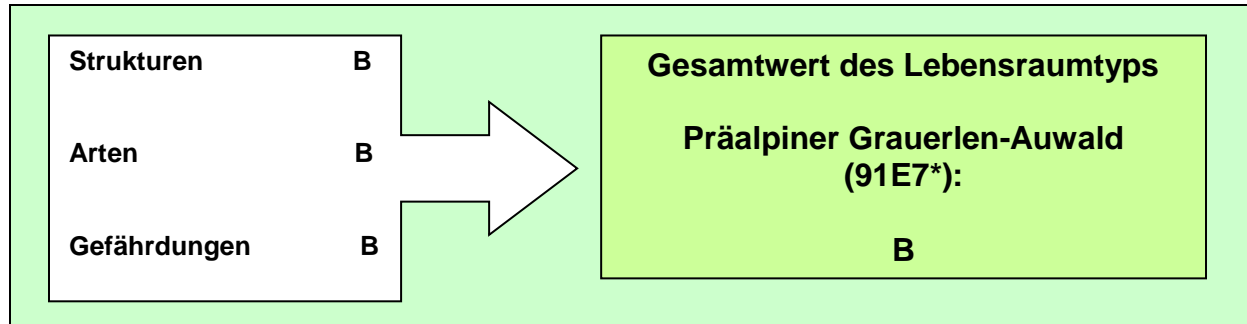 Strukturen B
Arten B
Gefährdungen B
Gesamtwert des Lebensraumtyps
Präalpiner Grauerlen-Auwald
(91E7*):
B